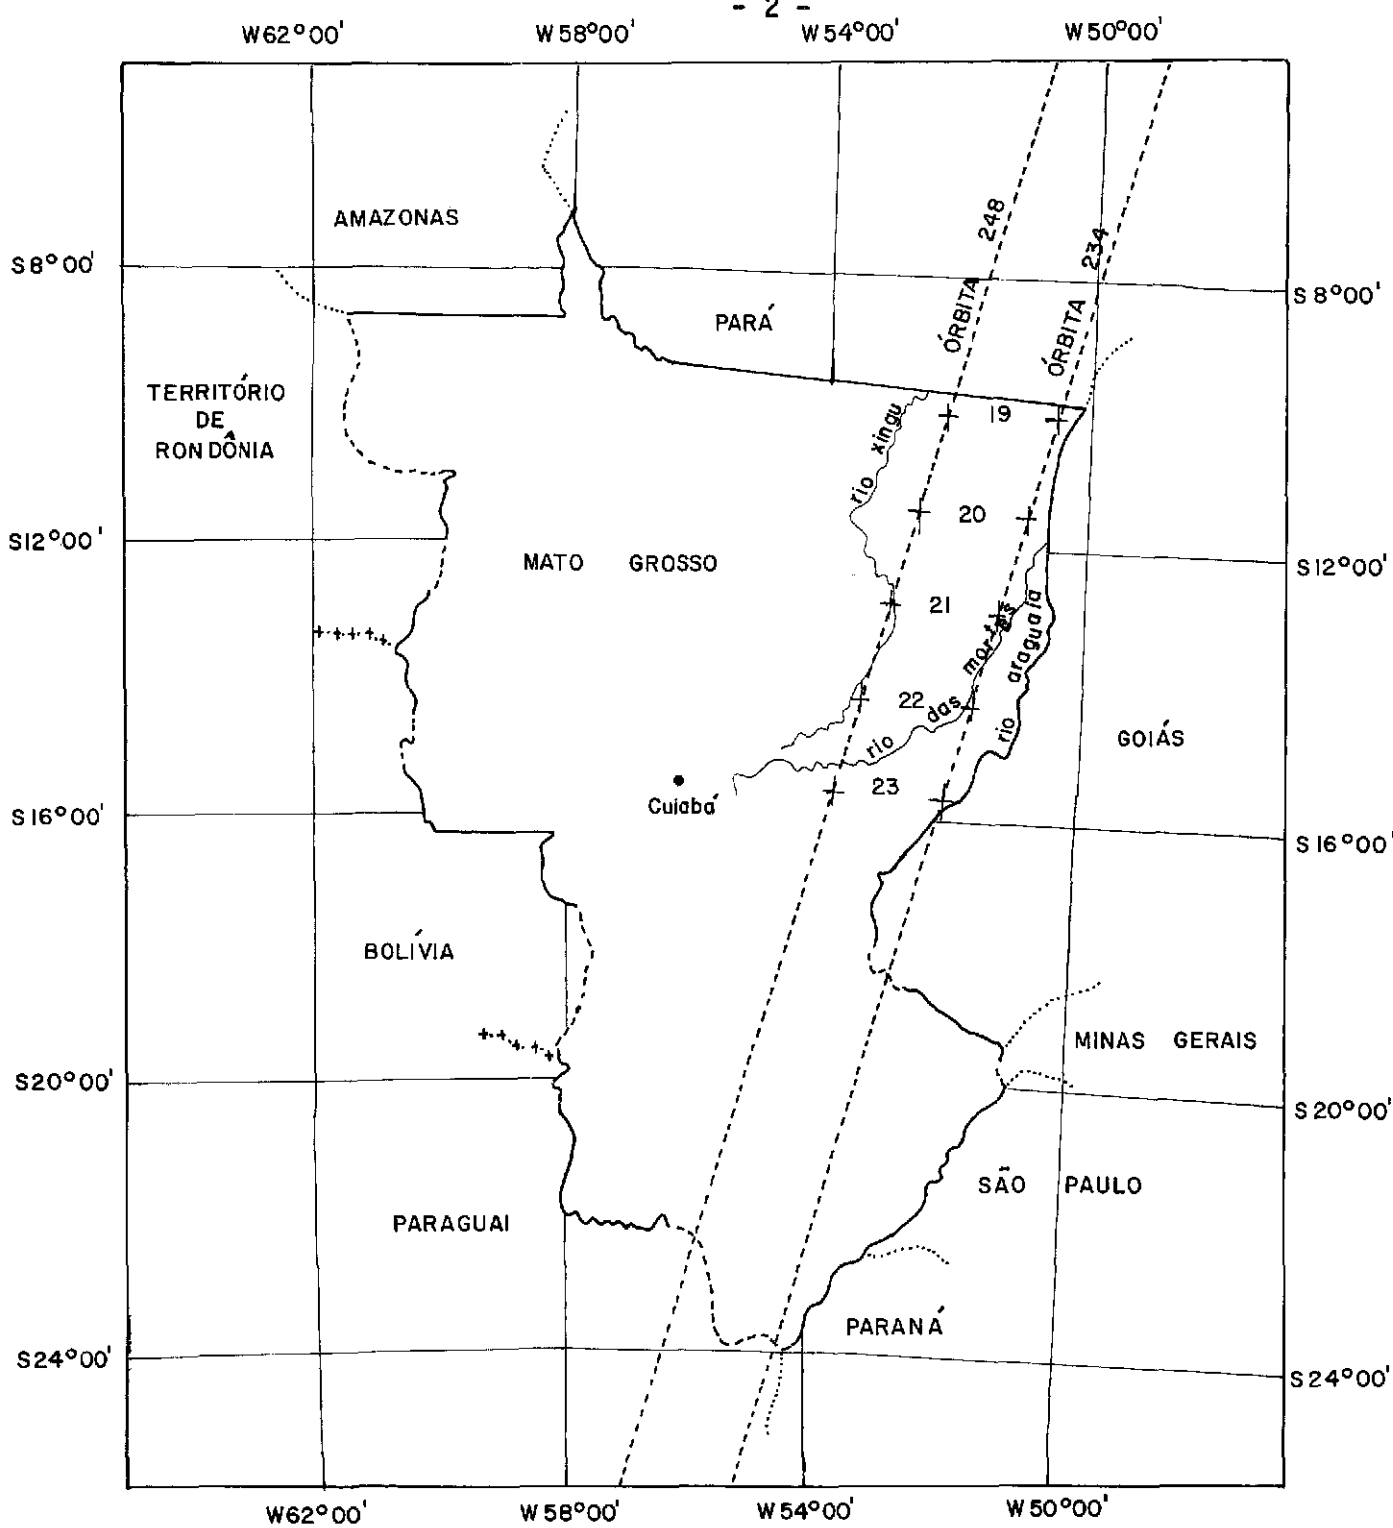 - 2 -
W62°00' W58°00' W54°00' W50°00'
ÓRBITA 248
ÓRBITA 234
AMAZONAS
S8°00'
S8°00'
PARÁ
TERRITÓRIO
DE
RONDÔNIA
rio xingu
19
20
S12°00'
S12°00'
MATO GROSSO
21
rio das mortes
rio araguaia
22
GOIÁS
23
Cuiabá
S16°00'
S16°00'
BOLÍVIA
MINAS GERAIS
S20°00'
S20°00'
SÃO PAULO
PARAGUAI
PARANÁ
S24°00'
S24°00'
W62°00' W58°00' W54°00' W50°00'